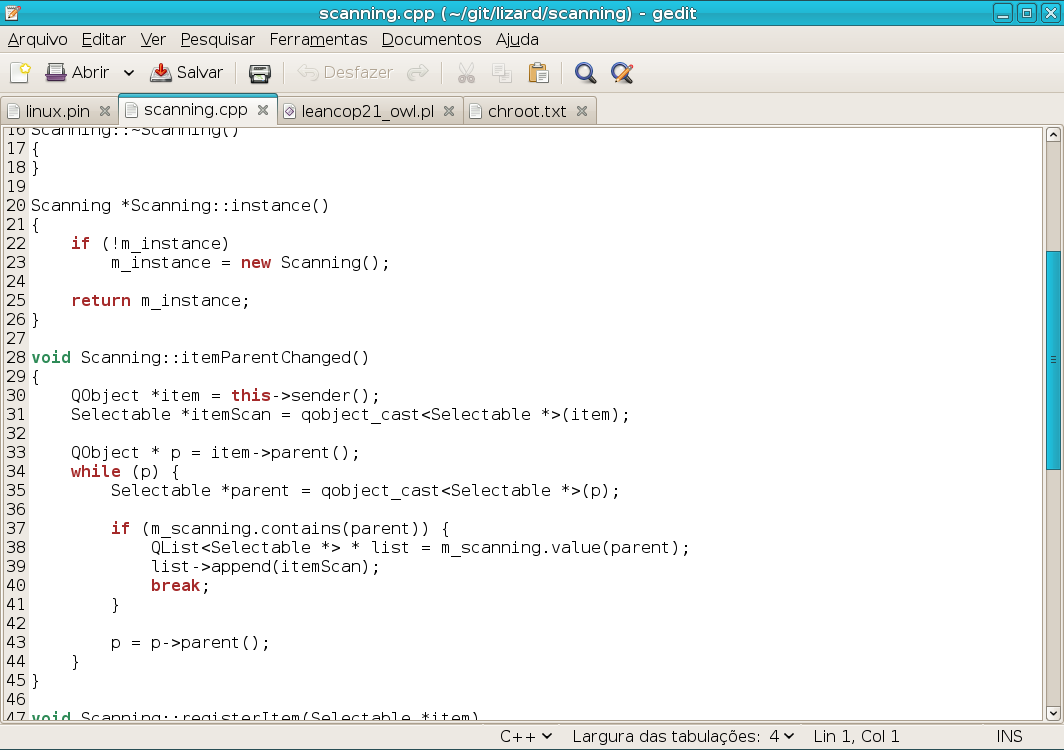 scanning.cpp (~/git/lizard/scanning) - gedit
Arquivo Editar Ver Pesquisar Ferramentas Documentos Ajuda
Abrir Salvar Desfazer
linux.pin scanning.cpp leancop21_owl.pl chroot.txt
16 Scanning::~Scanning()
17 {
18 }
19
20 Scanning *Scanning::instance()
21 {
22     if (!m_instance)
23         m_instance = new Scanning();
24
25     return m_instance;
26 }
27
28 void Scanning::itemParentChanged()
29 {
30     QObject *item = this->sender();
31     Selectable *itemScan = qobject_cast<Selectable *>(item);
32
33     QObject * p = item->parent();
34     while (p) {
35         Selectable *parent = qobject_cast<Selectable *>(p);
36
37         if (m_scanning.contains(parent)) {
38             QList<Selectable *> * list = m_scanning.value(parent);
39             list->append(itemScan);
40             break;
41         }
42
43         p = p->parent();
44     }
45 }
46
47 void Scanning::registerItem(Selectable *item)
C++ Largura das tabulações: 4 Lin 1, Col 1 INS